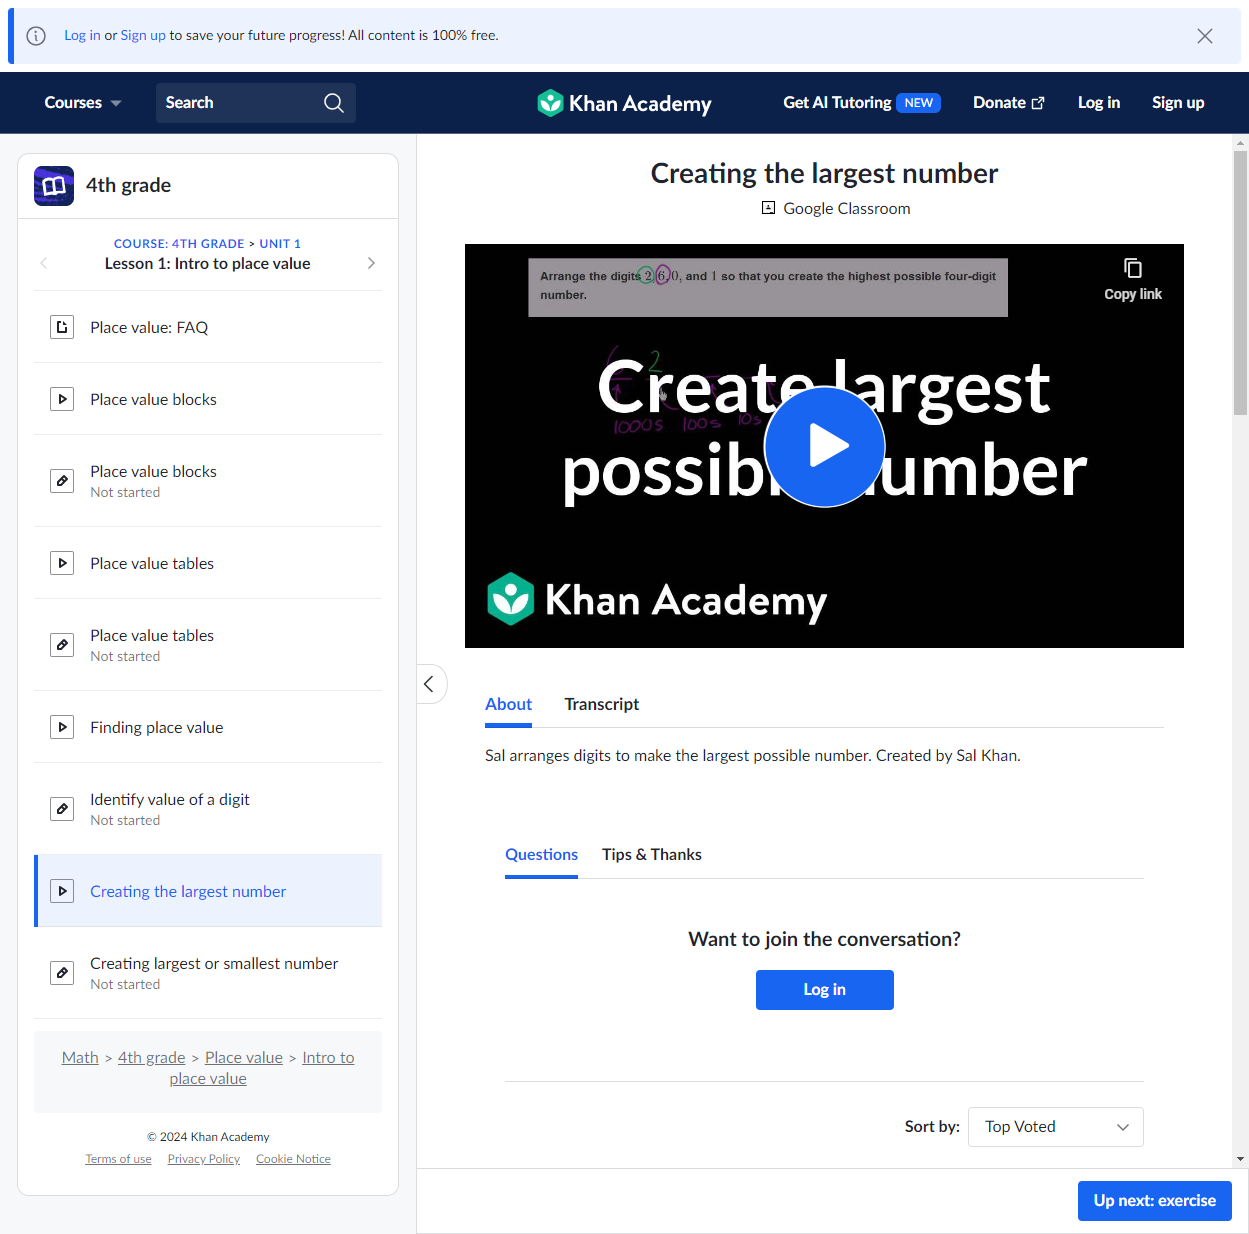 Log in or Sign up to save your future progress! All content is 100% free.
Courses
Search
Khan Academy
Get AI Tutoring NEW
Donate
Log in
Sign up
4th grade
COURSE: 4TH GRADE > UNIT 1
Lesson 1: Intro to place value
Place value: FAQ
Place value blocks
Place value blocks
Not started
Place value tables
Place value tables
Not started
Finding place value
Identify value of a digit
Not started
Creating the largest number
Creating largest or smallest number
Not started
Math > 4th grade > Place value > Intro to
place value
© 2024 Khan Academy
Terms of use Privacy Policy Cookie Notice
Creating the largest number
Google Classroom
Arrange the digits 2, 6, 0, and 1 so that you create the highest possible four-digit
number.
Copy link
Create largest
possible number
6 2
1000s 100s 10s
Khan Academy
About Transcript
Sal arranges digits to make the largest possible number. Created by Sal Khan.
Questions Tips & Thanks
Want to join the conversation?
Log in
Sort by: Top Voted
Up next: exercise